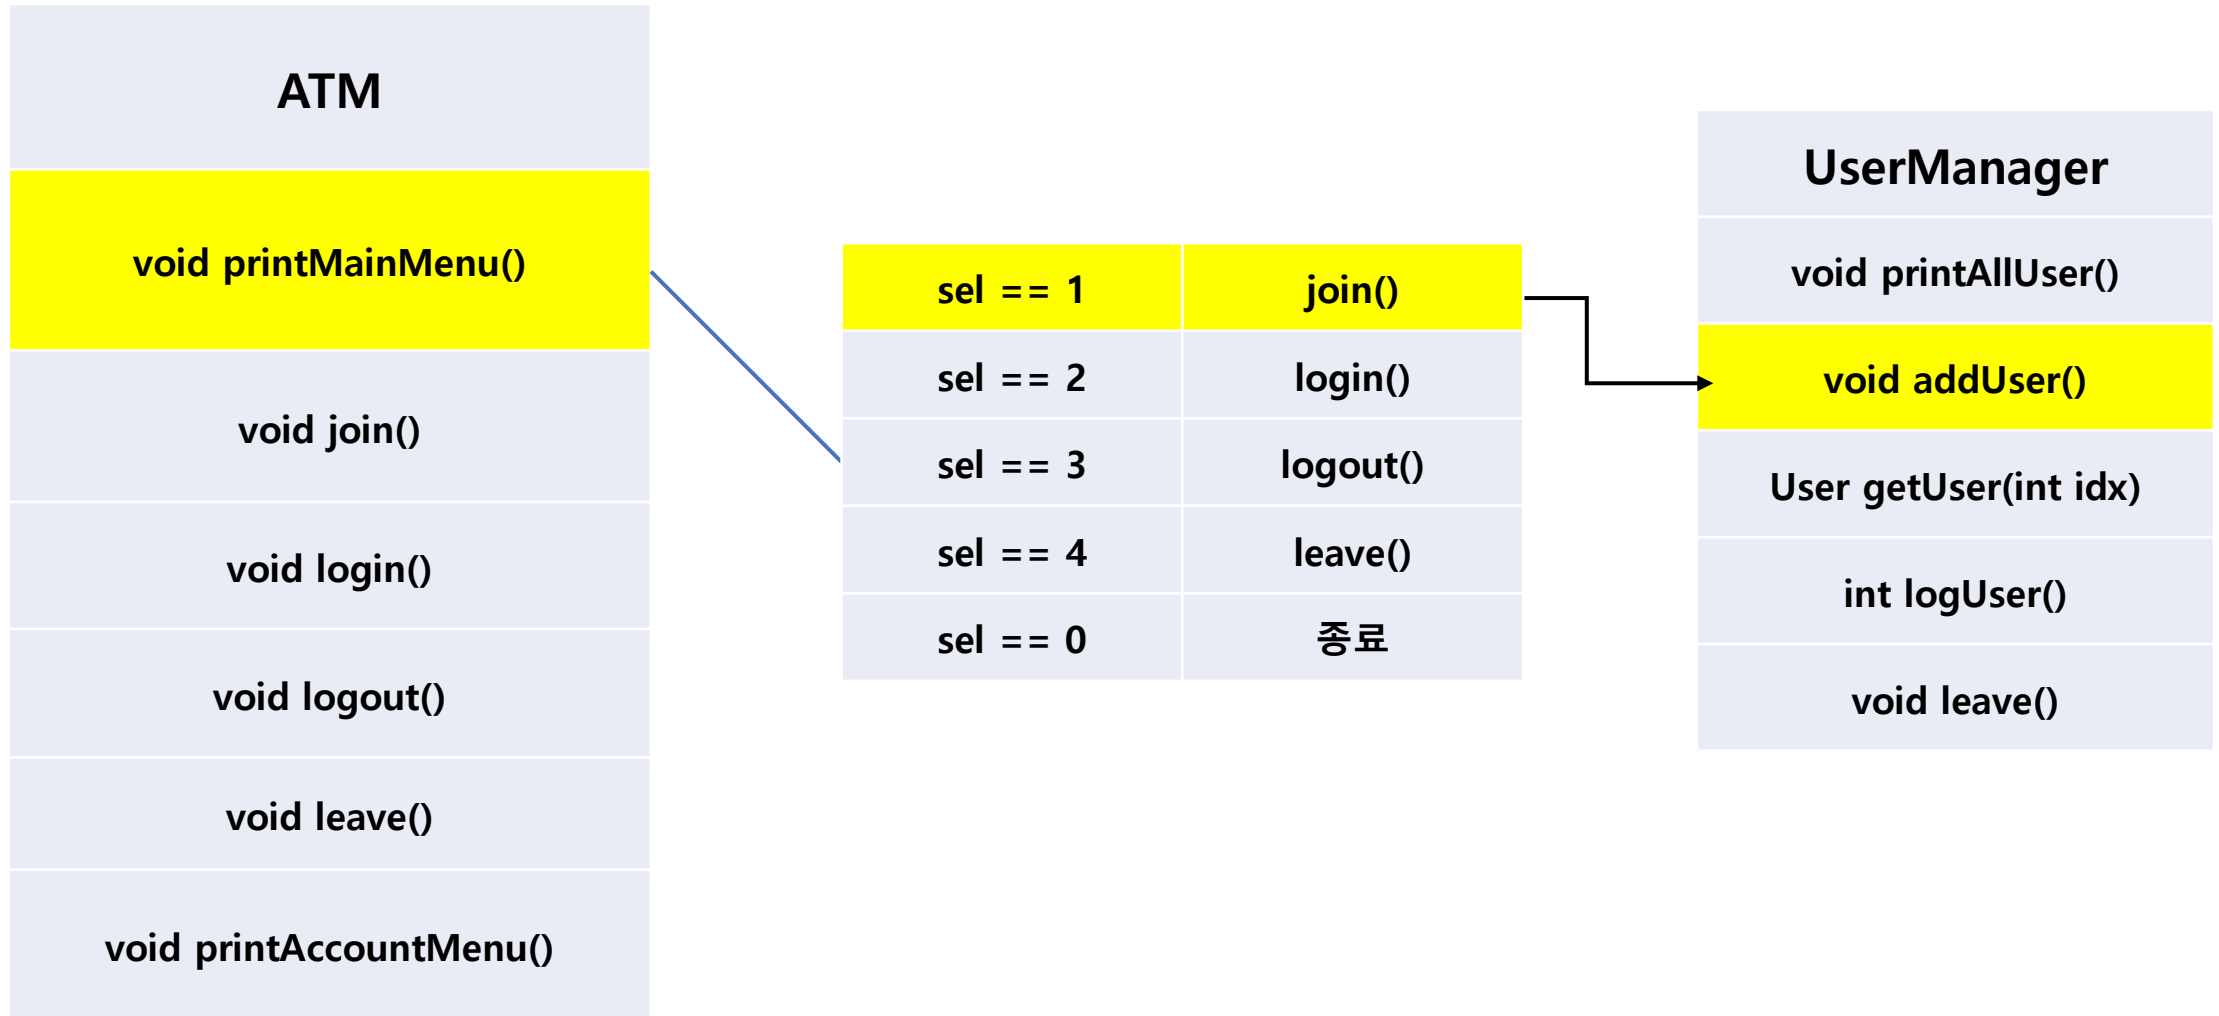 ATM
void printMainMenu()
void join()
void login()
void logout()
void leave()
void printAccountMenu()
sel == 1 join()
sel == 2 login()
sel == 3 logout()
sel == 4 leave()
sel == 0 종료
UserManager
void printAllUser()
void addUser()
User getUser(int idx)
int logUser()
void leave()